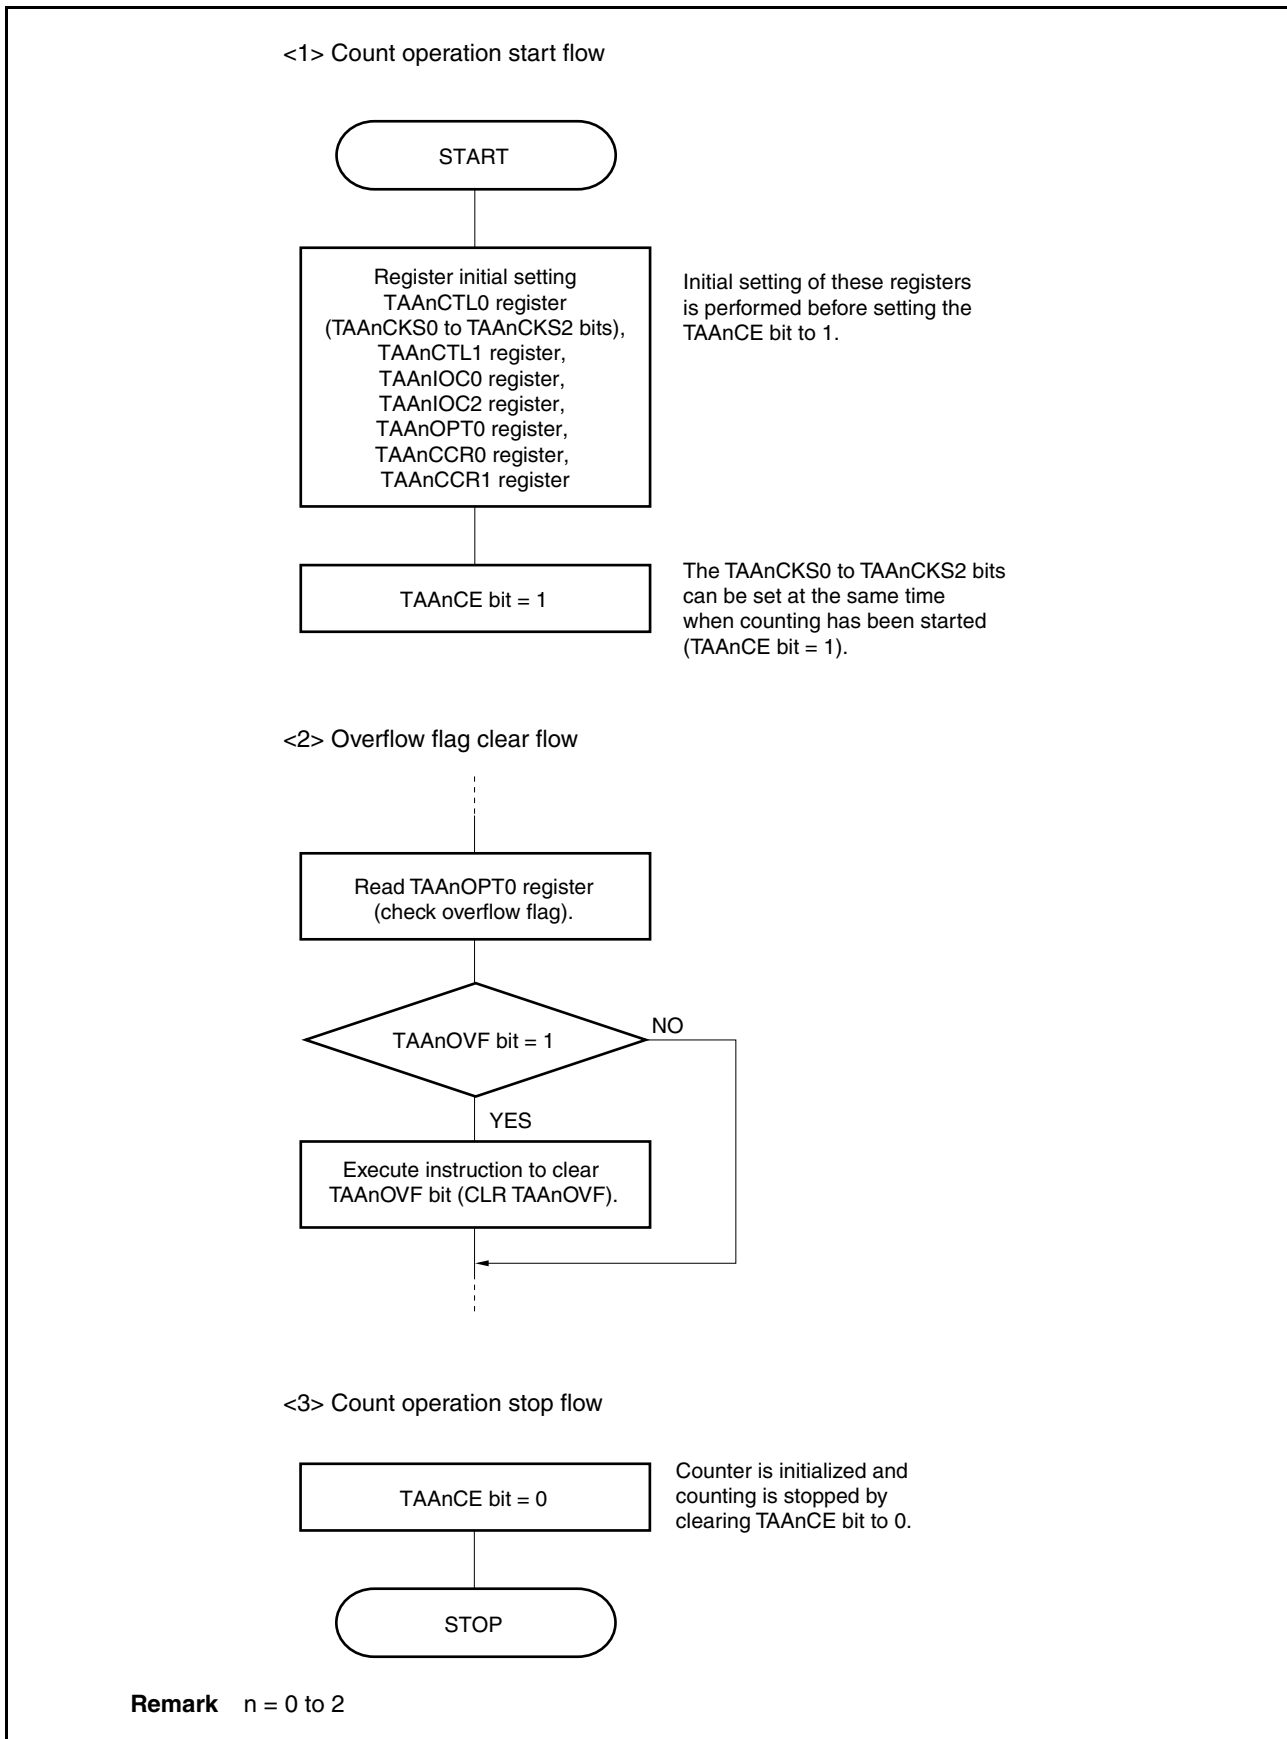 <1> Count operation start flow
START
Register initial setting
TAAnCTL0 register
(TAAnCKS0 to TAAnCKS2 bits),
TAAnCTL1 register,
TAAnIOC0 register,
TAAnIOC2 register,
TAAnOPT0 register,
TAAnCCR0 register,
TAAnCCR1 register
Initial setting of these registers
is performed before setting the
TAAnCE bit to 1.
TAAnCE bit = 1
The TAAnCKS0 to TAAnCKS2 bits
can be set at the same time
when counting has been started
(TAAnCE bit = 1).
<2> Overflow flag clear flow
Read TAAnOPT0 register
(check overflow flag).
TAAnOVF bit = 1
NO
YES
Execute instruction to clear
TAAnOVF bit (CLR TAAnOVF).
<3> Count operation stop flow
TAAnCE bit = 0
Counter is initialized and
counting is stopped by
clearing TAAnCE bit to 0.
STOP
Remark n = 0 to 2